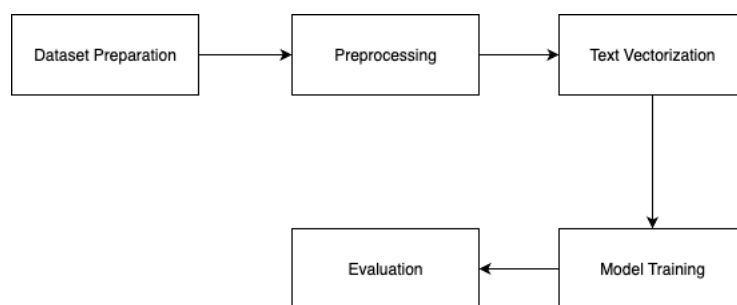 Dataset Preparation
Preprocessing
Text Vectorization
Model Training
Evaluation